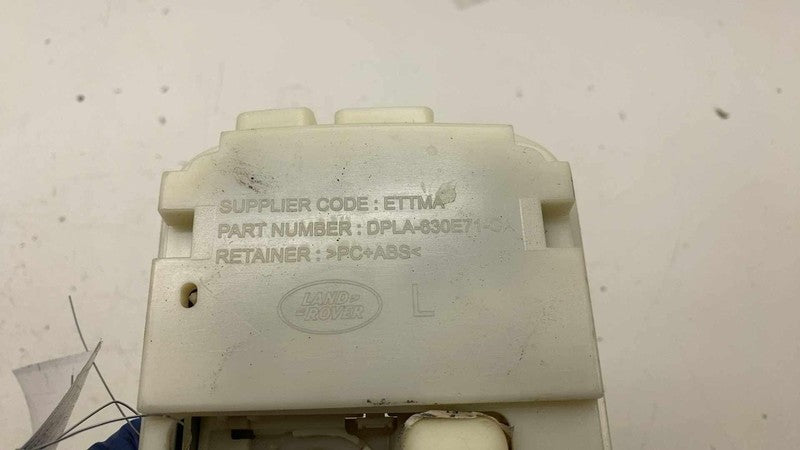 SUPPLIER CODE : ETTMA
PART NUMBER : DPLA-630E71-
RETAINER : >PC+ABS<
LAND
ROVER
L